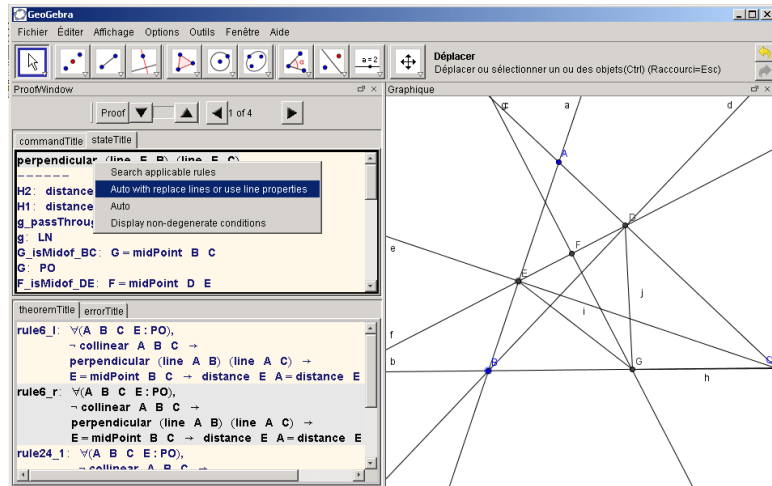 GeoGebra
Fichier Éditer Affichage Options Outils Fenêtre Aide
a=2
Déplacer
Déplacer ou sélectionner un ou des objets(Ctrl) (Raccourci=Esc)
ProofWindow
Graphique
Proof
1 of 4
commandTitle stateTitle
perpendicular (line E B) (line E C)
Search applicable rules
H2: distance
Auto with replace lines or use line properties
H1: distance
Auto
g_passThroug
Display non-degenerate conditions
g: LN
G_isMidof_BC: G = midPoint B C
G: PO
F_isMidof_DE: F = midPoint D E
theoremTitle errorTitle
rule6_l: ∀(A B C E : PO),
¬ collinear A B C →
perpendicular (line A B) (line A C) →
E = midPoint B C → distance E A = distance E
rule6_r: ∀(A B C E : PO),
¬ collinear A B C →
perpendicular (line A B) (line A C) →
E = midPoint B C → distance E A = distance E
rule24_1: ∀(A B C E : PO),
¬ collinear A B C →
a
d
A
D
e
F
E
j
i
f
b
B
G
C
h